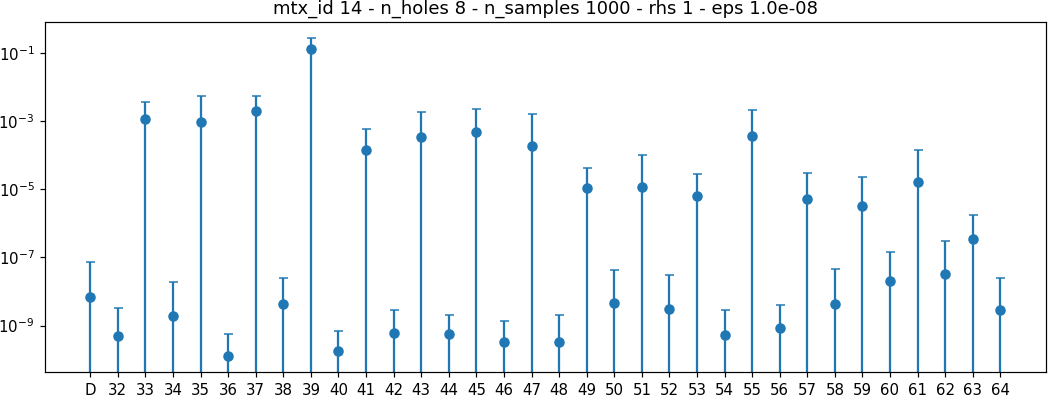 mtx_id 14 - n_holes 8 - n_samples 1000 - rhs 1 - eps 1.0e-08
10⁻¹
10⁻³
10⁻⁵
10⁻⁷
10⁻⁹
D 32 33 34 35 36 37 38 39 40 41 42 43 44 45 46 47 48 49 50 51 52 53 54 55 56 57 58 59 60 61 62 63 64